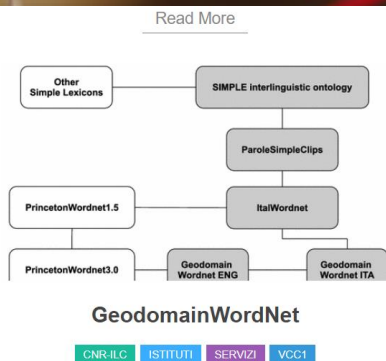 Read More
Other
Simple Lexicons
SIMPLE interlinguistic ontology
ParoleSimpleClips
PrincetonWordnet1.5
ItalWordnet
PrincetonWordnet3.0
Geodomain
Wordnet ENG
Geodomain
Wordnet ITA
GeodomainWordNet
CNR-ILC ISTITUTI SERVIZI VCC1